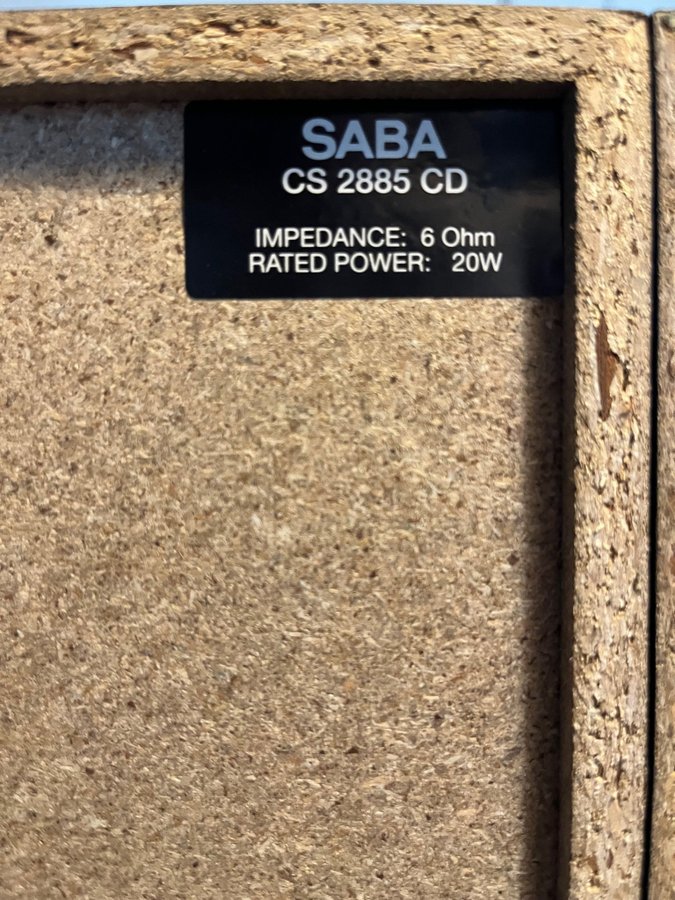 SABA
CS 2885 CD
IMPEDANCE: 6 Ohm
RATED POWER: 20W